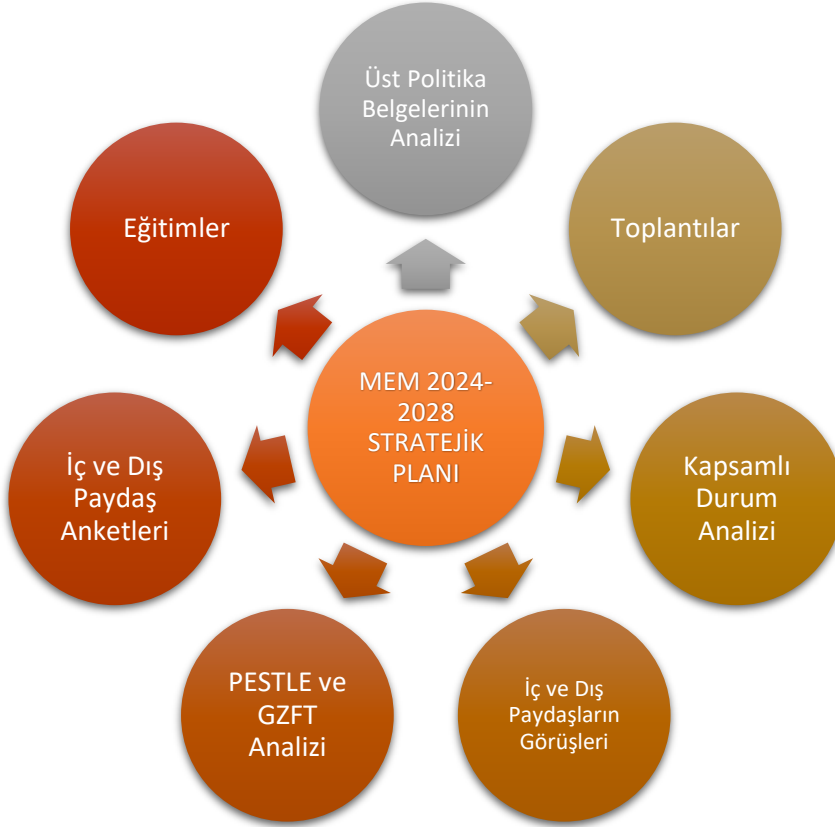 Üst Politika
Belgelerinin
Analizi
Toplantılar
Kapsamlı
Durum
Analizi
İç ve Dış
Paydaşların
Görüşleri
PESTLE ve
GZFT
Analizi
İç ve Dış
Paydaş
Anketleri
Eğitimler
MEM 2024-
2028
STRATEJİK
PLANI